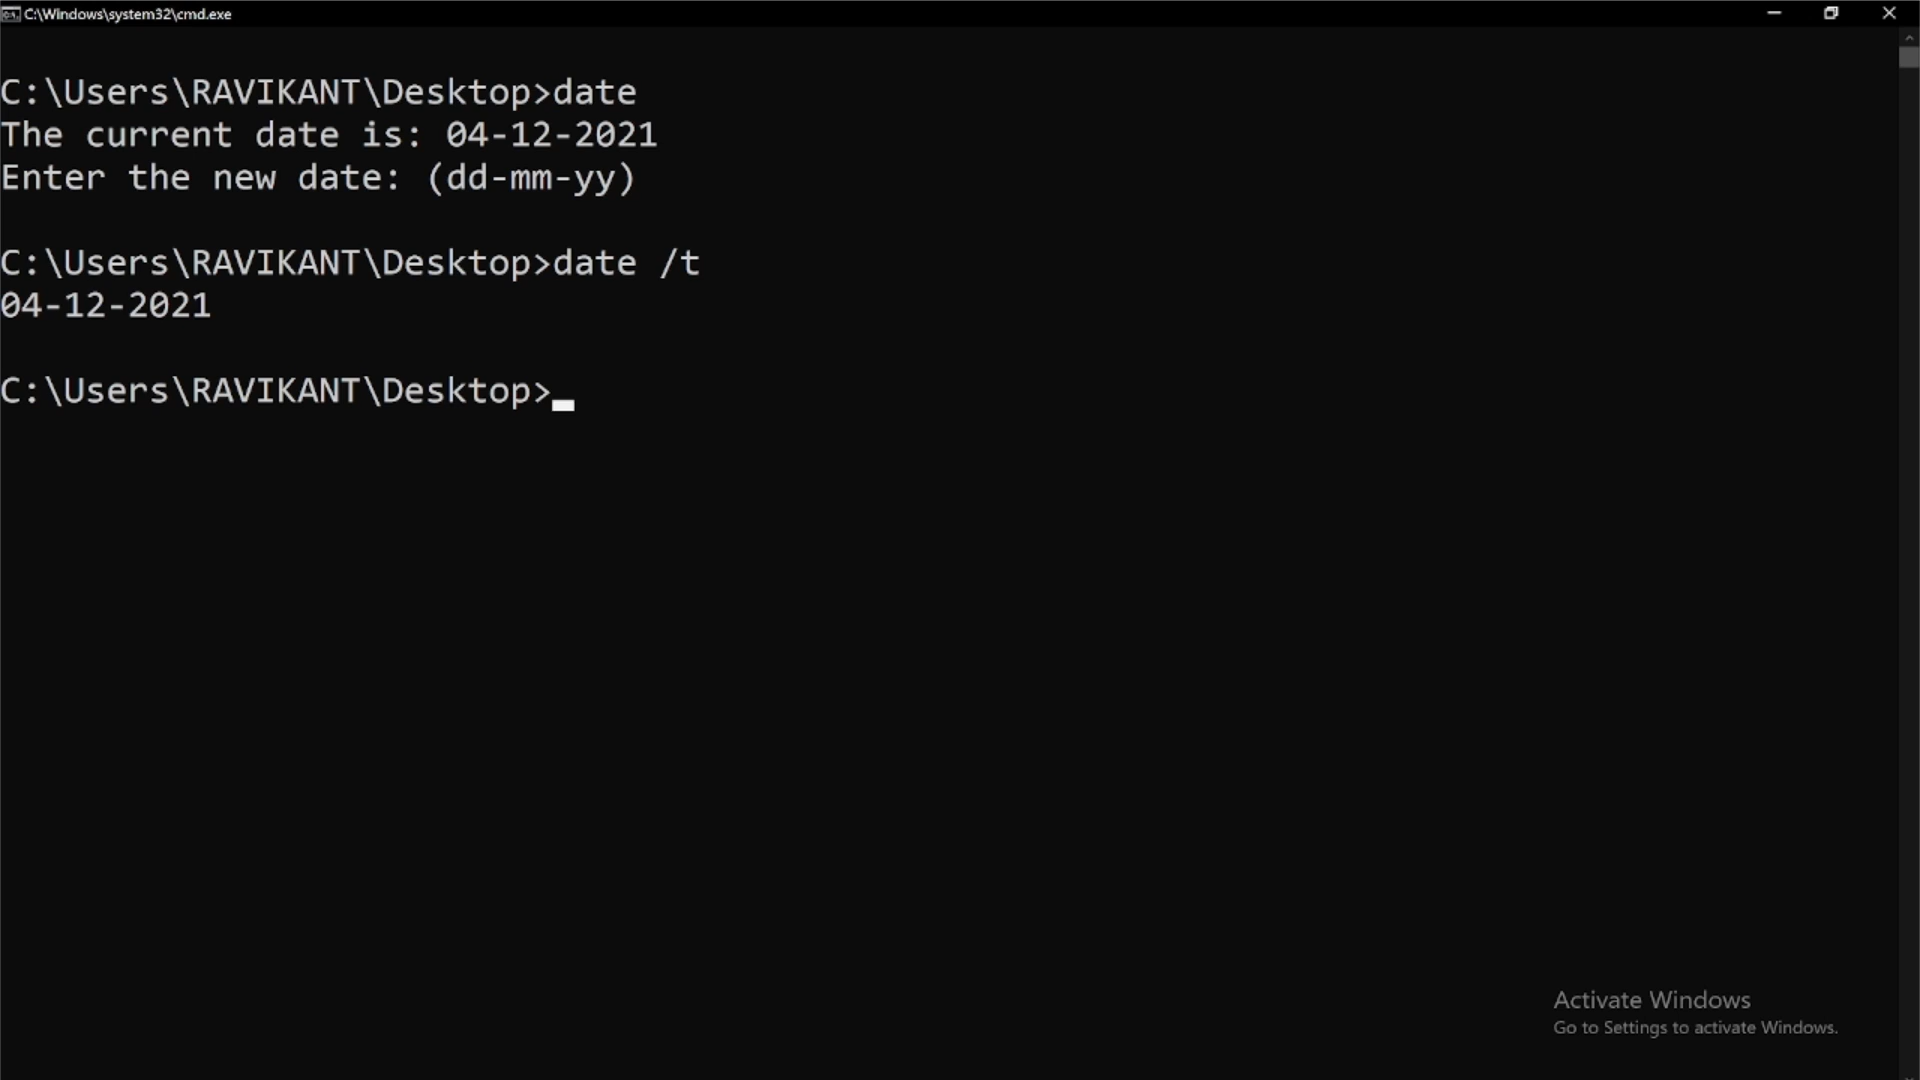 C:\Windows\system32\cmd.exe
C:\Users\RAVIKANT\Desktop>date
The current date is: 04-12-2021
Enter the new date: (dd-mm-yy)
C:\Users\RAVIKANT\Desktop>date /t
04-12-2021
C:\Users\RAVIKANT\Desktop>
Activate Windows
Go to Settings to activate Windows.